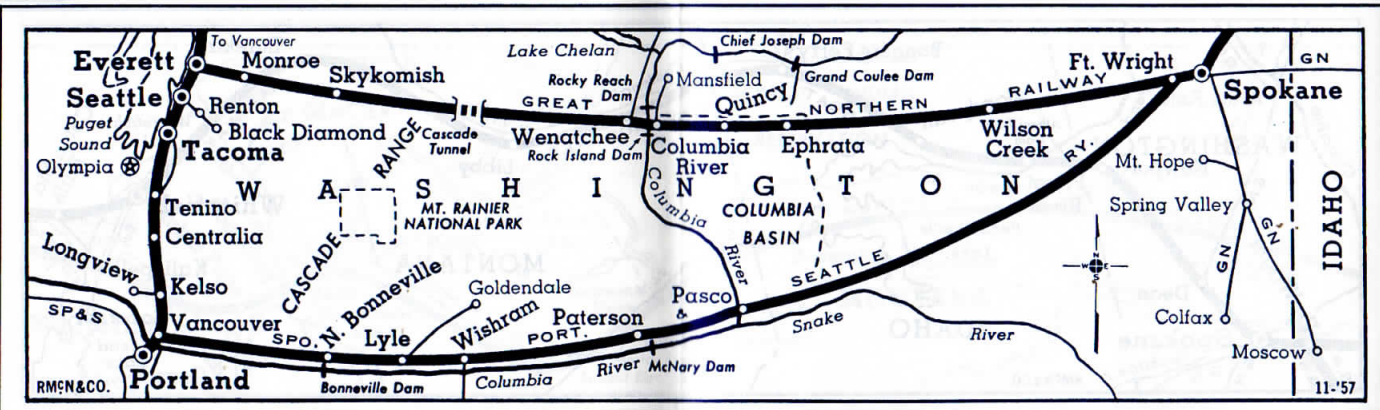 To Vancouver
Everett
Monroe
Skykomish
Seattle
Renton
Black Diamond
Puget
Sound
Tacoma
Olympia
Tenino
Centralia
Longview
Kelso
SP&S
Vancouver
Portland
RMCN&CO.
CASCADE RANGE
Cascade
Tunnel
MT. RAINIER
NATIONAL PARK
WASHINGTON
GREAT NORTHERN RAILWAY
Lake Chelan
Rocky Reach
Dam
Mansfield
Chief Joseph Dam
Grand Coulee Dam
Wenatchee
Rock Island Dam
Columbia
River
Quincy
Ephrata
Wilson
Creek
Ft. Wright
Spokane
GN
Columbia River
COLUMBIA
BASIN
SPO. PORT. & SEATTLE RY.
N. Bonneville
Bonneville Dam
Lyle
Goldendale
Wishram
Paterson
Columbia River
McNary Dam
Pasco
Snake River
N
W E
S
Mt. Hope
Spring Valley
GN
GN
Colfax
Moscow
IDAHO
11-'57